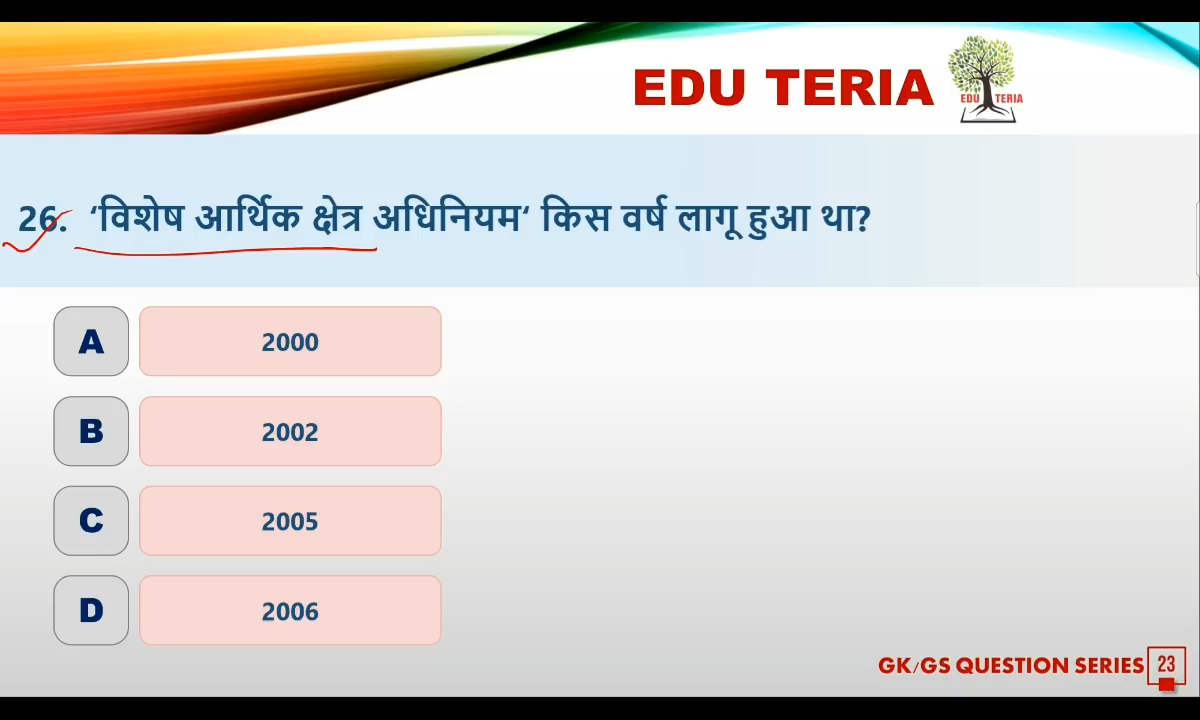 EDU TERIA
EDU TERIA
26. ‘विशेष आर्थिक क्षेत्र अधिनियम‘ किस वर्ष लागू हुआ था?
A 2000
B 2002
C 2005
D 2006
GK/GS QUESTION SERIES 23